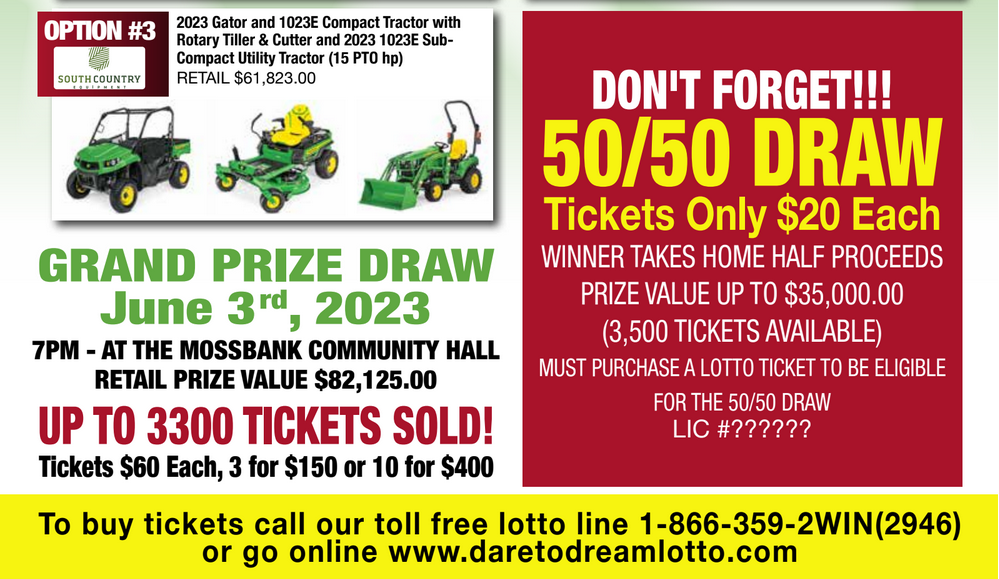 OPTION #3
SOUTH COUNTRY
EQUIPMENT
2023 Gator and 1023E Compact Tractor with
Rotary Tiller & Cutter and 2023 1023E Sub-
Compact Utility Tractor (15 PTO hp)
RETAIL $61,823.00
GRAND PRIZE DRAW
June 3rd, 2023
7PM - AT THE MOSSBANK COMMUNITY HALL
RETAIL PRIZE VALUE $82,125.00
UP TO 3300 TICKETS SOLD!
Tickets $60 Each, 3 for $150 or 10 for $400
DON'T FORGET!!!
50/50 DRAW
Tickets Only $20 Each
WINNER TAKES HOME HALF PROCEEDS
PRIZE VALUE UP TO $35,000.00
(3,500 TICKETS AVAILABLE)
MUST PURCHASE A LOTTO TICKET TO BE ELIGIBLE
FOR THE 50/50 DRAW
LIC #??????
To buy tickets call our toll free lotto line 1-866-359-2WIN(2946)
or go online www.daretodreamlotto.com